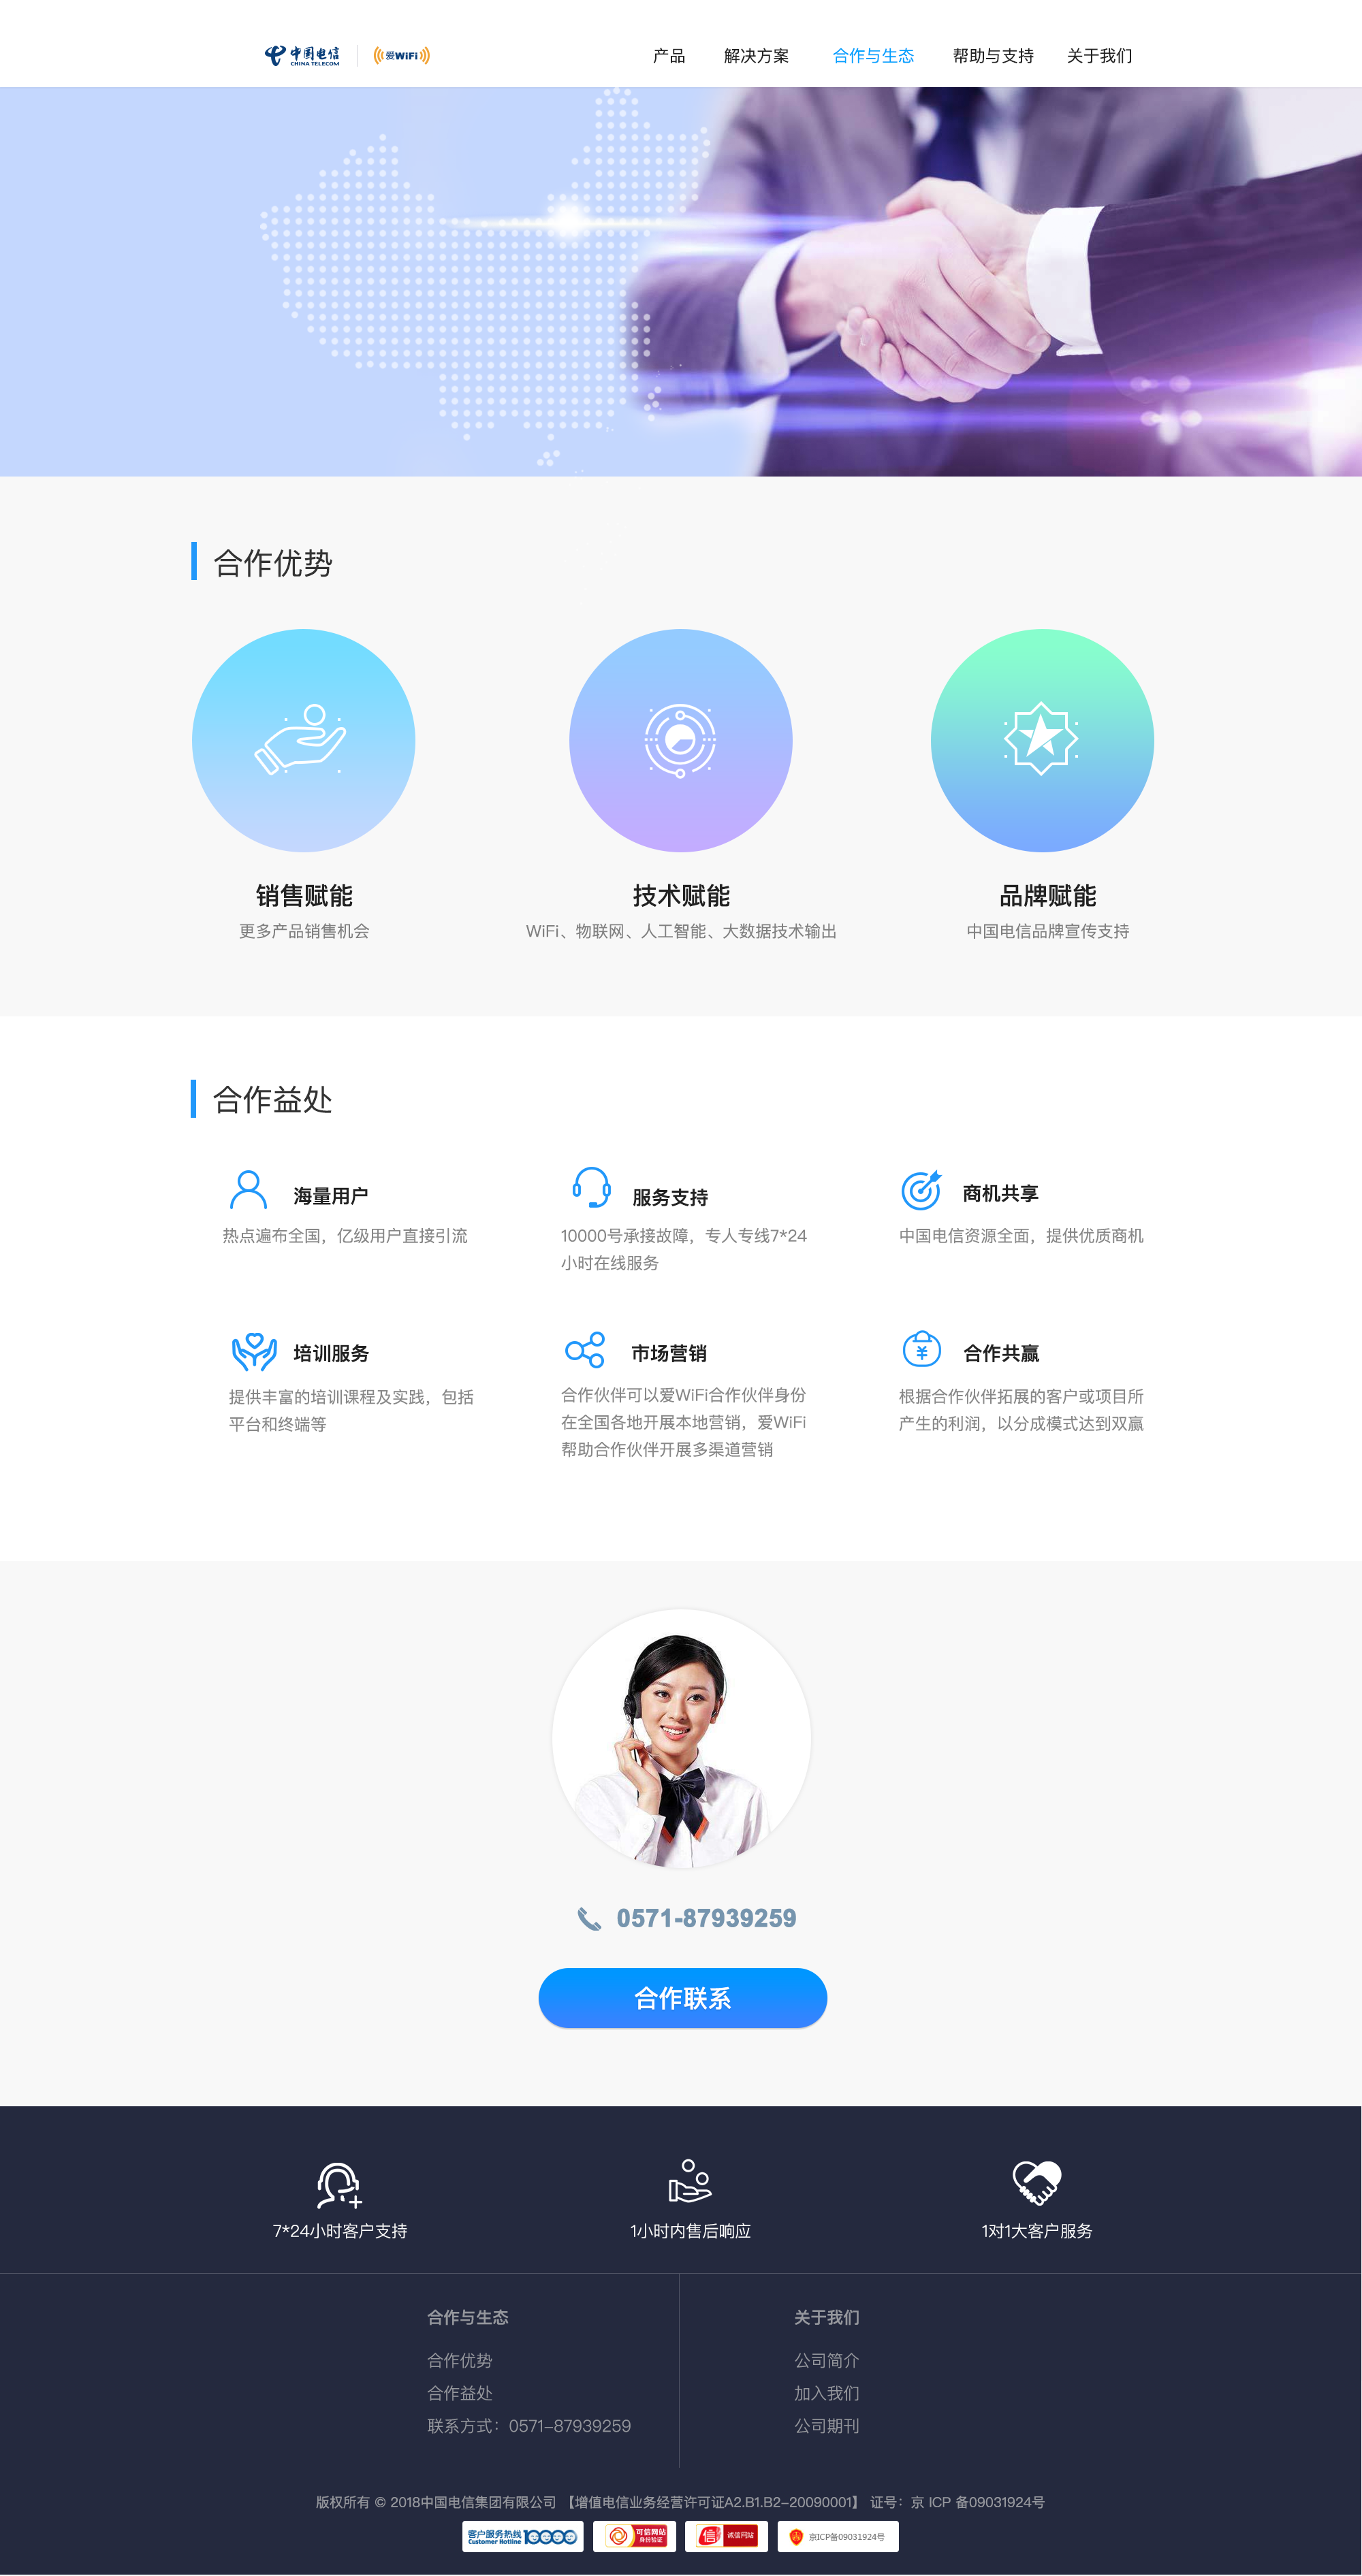 中国电信
CHINA TELECOM
爱WiFi
产品 解决方案 合作与生态 帮助与支持 关于我们
合作优势
销售赋能
更多产品销售机会
技术赋能
WiFi、物联网、人工智能、大数据技术输出
品牌赋能
中国电信品牌宣传支持
合作益处
海量用户
热点遍布全国，亿级用户直接引流
服务支持
10000号承接故障，专人专线7*24
小时在线服务
商机共享
中国电信资源全面，提供优质商机
培训服务
提供丰富的培训课程及实践，包括
平台和终端等
市场营销
合作伙伴可以爱WiFi合作伙伴身份
在全国各地开展本地营销，爱WiFi
帮助合作伙伴开展多渠道营销
合作共赢
根据合作伙伴拓展的客户或项目所
产生的利润，以分成模式达到双赢
0571-87939259
合作联系
7*24小时客户支持
1小时内售后响应
1对1大客户服务
合作与生态
合作优势
合作益处
联系方式：0571-87939259
关于我们
公司简介
加入我们
公司期刊
版权所有 © 2018中国电信集团有限公司 【增值电信业务经营许可证A2.B1.B2-20090001】 证号：京 ICP 备09031924号
客户服务热线
Customer Hotline
10000
可信网站
身份验证
信
诚信网站
京ICP备09031924号